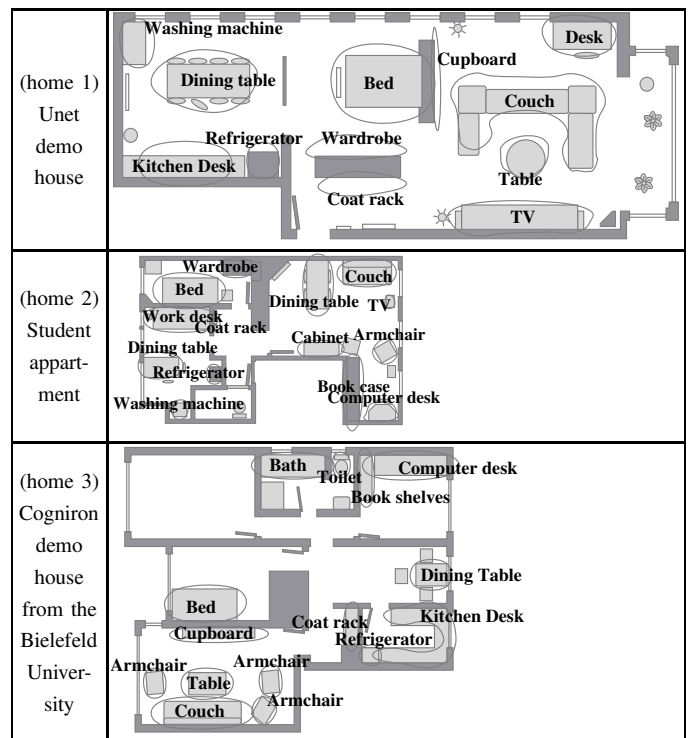 (home 1)
Unet
demo
house
Washing machine
Desk
Cupboard
Dining table
Bed
Couch
Refrigerator
Wardrobe
Kitchen Desk
Table
Coat rack
TV
(home 2)
Student
appart-
ment
Wardrobe
Couch
Bed
Dining table
TV
Work desk
Coat rack
Cabinet
Armchair
Dining table
Refrigerator
Book case
Computer desk
Washing machine
(home 3)
Cogniron
demo
house
from the
Bielefeld
Univer-
sity
Bath
Toilet
Computer desk
Book shelves
Dining Table
Bed
Kitchen Desk
Coat rack
Cupboard
Refrigerator
Armchair
Armchair
Table
Armchair
Couch